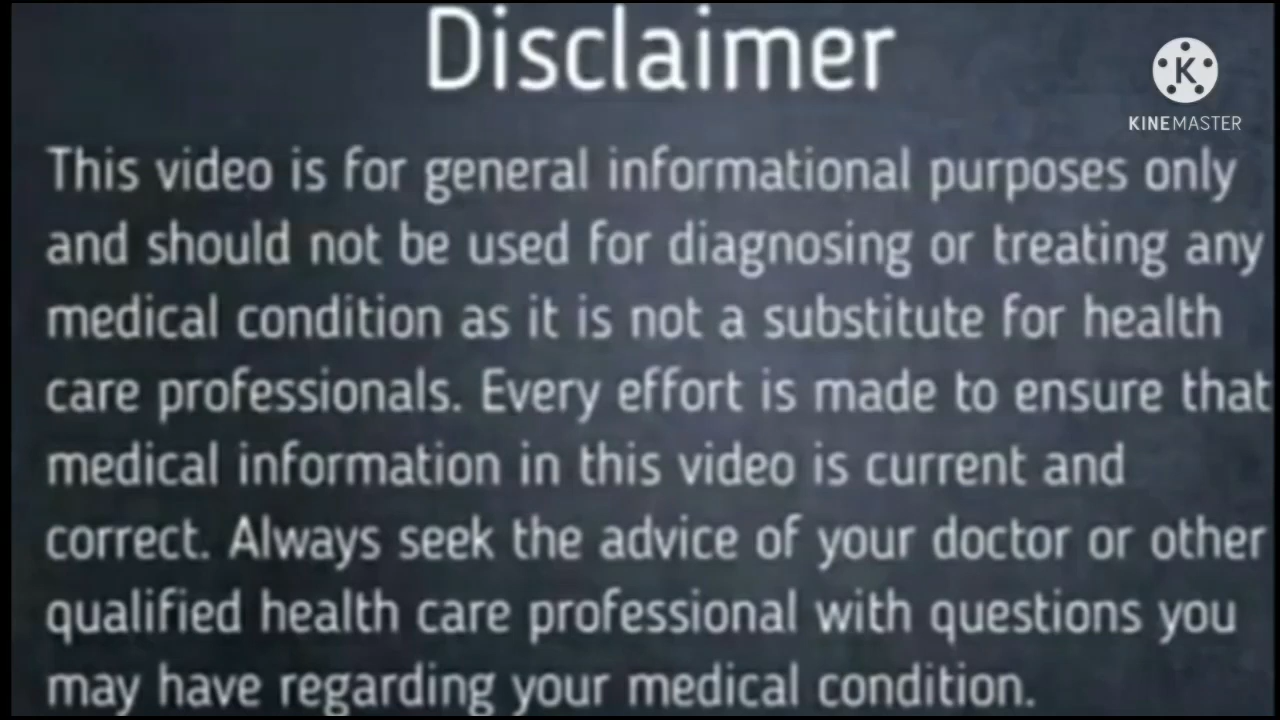 Disclaimer
K
KINEMASTER
This video is for general informational purposes only
and should not be used for diagnosing or treating any
medical condition as it is not a substitute for health
care professionals. Every effort is made to ensure that
medical information in this video is current and
correct. Always seek the advice of your doctor or other
qualified health care professional with questions you
may have regarding your medical condition.